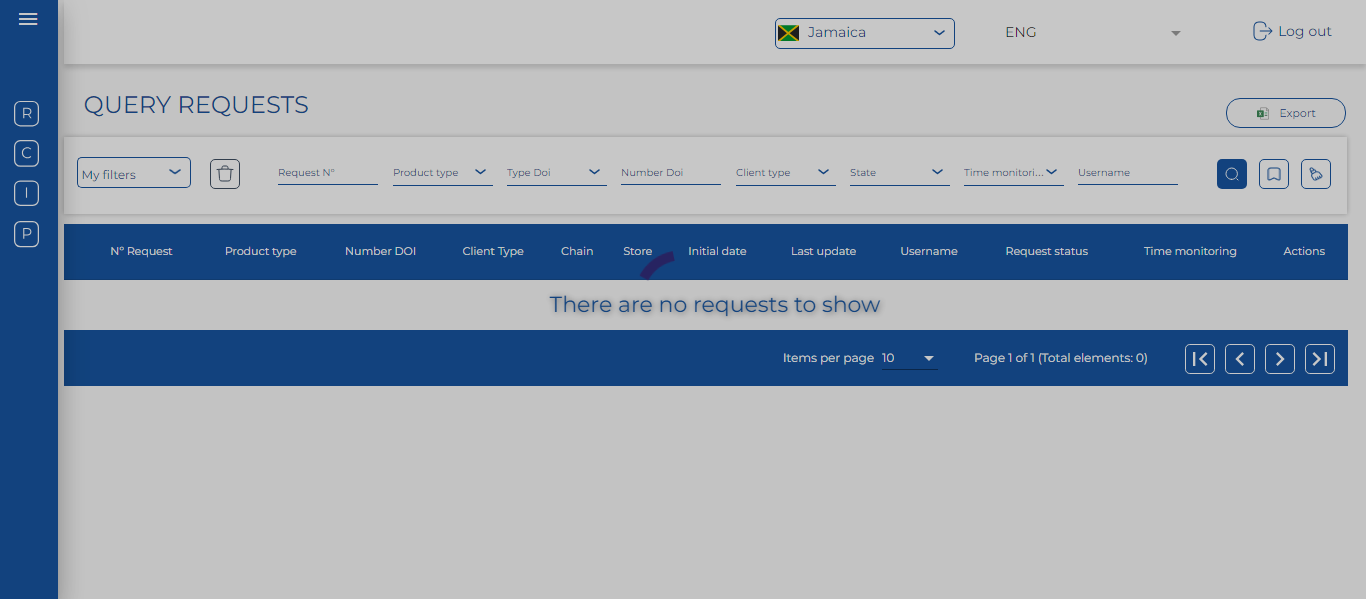 Jamaica
ENG
Log out
R
C
I
P
QUERY REQUESTS
Export
My filters
Request Nº
Product type
Type Doi
Number Doi
Client type
State
Time monitori...
Username
Nº Request
Product type
Number DOI
Client Type
Chain
Store
Initial date
Last update
Username
Request status
Time monitoring
Actions
There are no requests to show
Items per page 10
Page 1 of 1 (Total elements: 0)